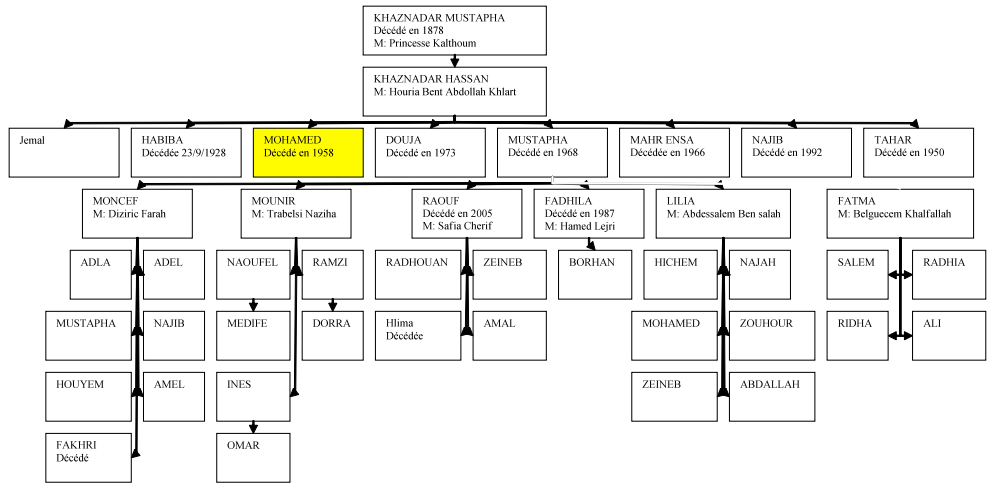 KHAZNADAR MUSTAPHA
Décédé en 1878
M: Princesse Kalthoum
KHAZNADAR HASSAN
M: Houria Bent Abdollah Khlart
Jemal
HABIBA
Décédée 23/9/1928
MOHAMED
Décédé en 1958
DOUJA
Décédé en 1973
MUSTAPHA
Décédé en 1968
MAHR ENSA
Décédée en 1966
NAJIB
Décédé en 1992
TAHAR
Décédé en 1950
MONCEF
M: Diziric Farah
MOUNIR
M: Trabelsi Naziha
RAOUF
Décédé en 2005
M: Safia Cherif
FADHILA
Décédé en 1987
M: Hamed Lejri
LILIA
M: Abdessalem Ben salah
FATMA
M: Belguecem Khalfallah
ADLA
ADEL
NAOUFEL
RAMZI
RADHOUAN
ZEINEB
BORHAN
HICHEM
NAJAH
SALEM
RADHIA
MUSTAPHA
NAJIB
MEDIFE
DORRA
Hlima
Décédée
AMAL
MOHAMED
ZOUHOUR
RIDHA
ALI
HOUYEM
AMEL
INES
ZEINEB
ABDALLAH
FAKHRI
Décédé
OMAR